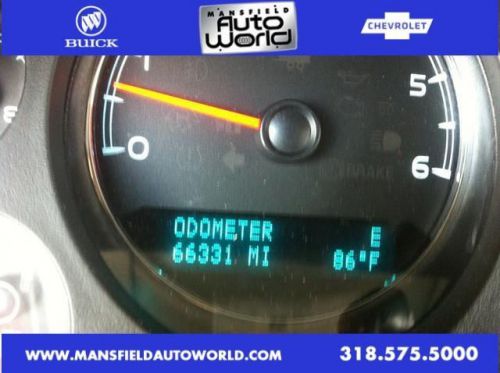 BUICK
MANSFIELD
Auto
World
CHEVROLET
1
5
0
6
BRAKE
ODOMETER E
66331 MI 86°F
WWW.MANSFIELDAUTOWORLD.COM 318.575.5000